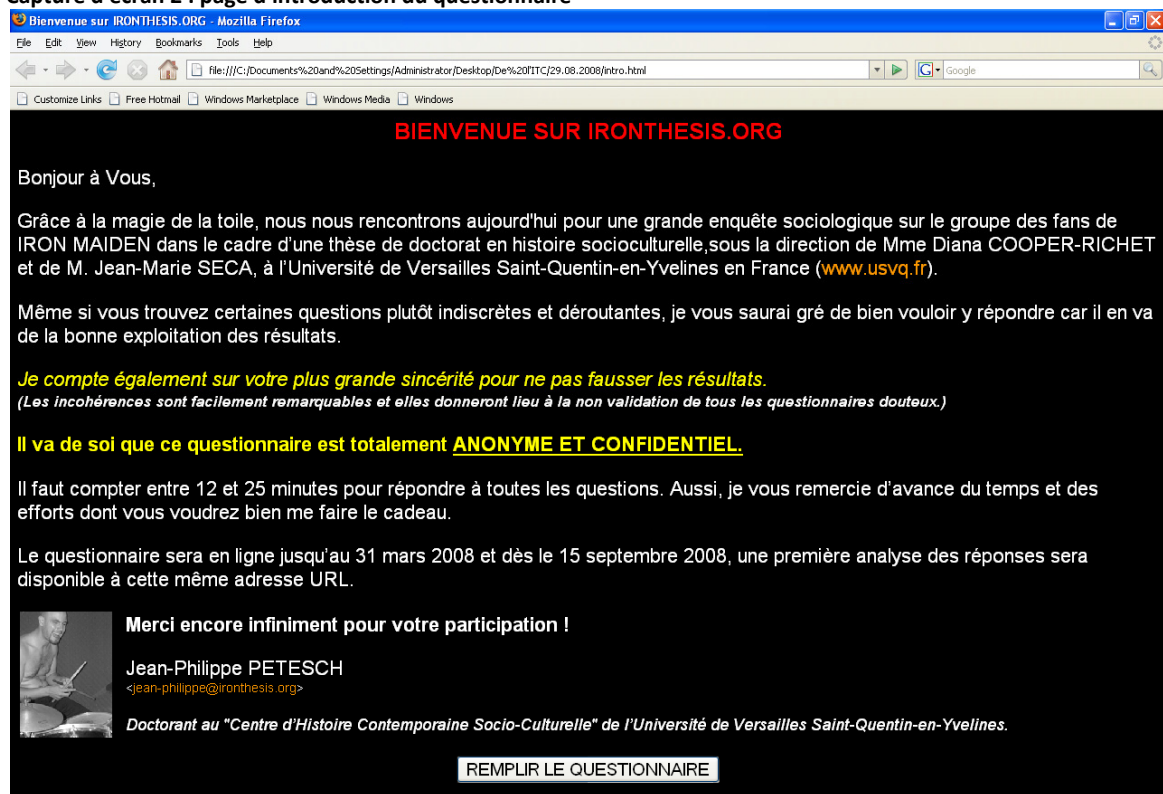 Capture d'écran 2 : page d'introduction du questionnaire
Bienvenue sur IRONTHESIS.ORG - Mozilla Firefox
File Edit View History Bookmarks Tools Help
file:///C:/Documents%20and%20Settings/Administrator/Desktop/De%20l'ITC/29.08.2008/intro.html
G Google
Customize Links Free Hotmail Windows Marketplace Windows Media Windows
BIENVENUE SUR IRONTHESIS.ORG
Bonjour à Vous,
Grâce à la magie de la toile, nous nous rencontrons aujourd'hui pour une grande enquête sociologique sur le groupe des fans de
IRON MAIDEN dans le cadre d'une thèse de doctorat en histoire socioculturelle,sous la direction de Mme Diana COOPER-RICHET
et de M. Jean-Marie SECA, à l'Université de Versailles Saint-Quentin-en-Yvelines en France (www.usvq.fr).
Même si vous trouvez certaines questions plutôt indiscrètes et déroutantes, je vous saurai gré de bien vouloir y répondre car il en va
de la bonne exploitation des résultats.
Je compte également sur votre plus grande sincérité pour ne pas fausser les résultats.
(Les incohérences sont facilement remarquables et elles donneront lieu à la non validation de tous les questionnaires douteux.)
Il va de soi que ce questionnaire est totalement ANONYME ET CONFIDENTIEL.
Il faut compter entre 12 et 25 minutes pour répondre à toutes les questions. Aussi, je vous remercie d'avance du temps et des
efforts dont vous voudrez bien me faire le cadeau.
Le questionnaire sera en ligne jusqu'au 31 mars 2008 et dès le 15 septembre 2008, une première analyse des réponses sera
disponible à cette même adresse URL.
Merci encore infiniment pour votre participation !
Jean-Philippe PETESCH
<jean-philippe@ironthesis.org>
Doctorant au "Centre d'Histoire Contemporaine Socio-Culturelle" de l'Université de Versailles Saint-Quentin-en-Yvelines.
REMPLIR LE QUESTIONNAIRE